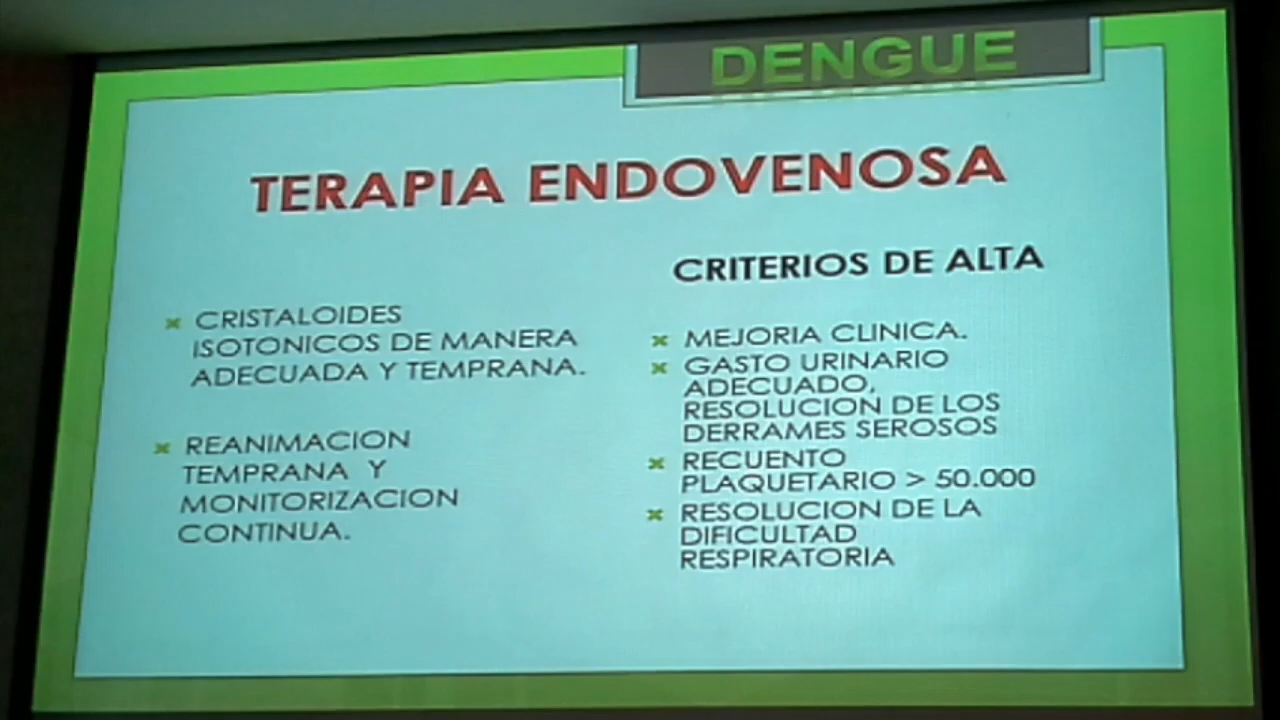 DENGUE
TERAPIA ENDOVENOSA
CRISTALOIDES
ISOTONICOS DE MANERA
ADECUADA Y TEMPRANA.
REANIMACION
TEMPRANA Y
MONITORIZACION
CONTINUA.
CRITERIOS DE ALTA
MEJORIA CLINICA.
GASTO URINARIO
ADECUADO,
RESOLUCION DE LOS
DERRAMES SEROSOS
RECUENTO
PLAQUETARIO > 50.000
RESOLUCION DE LA
DIFICULTAD
RESPIRATORIA